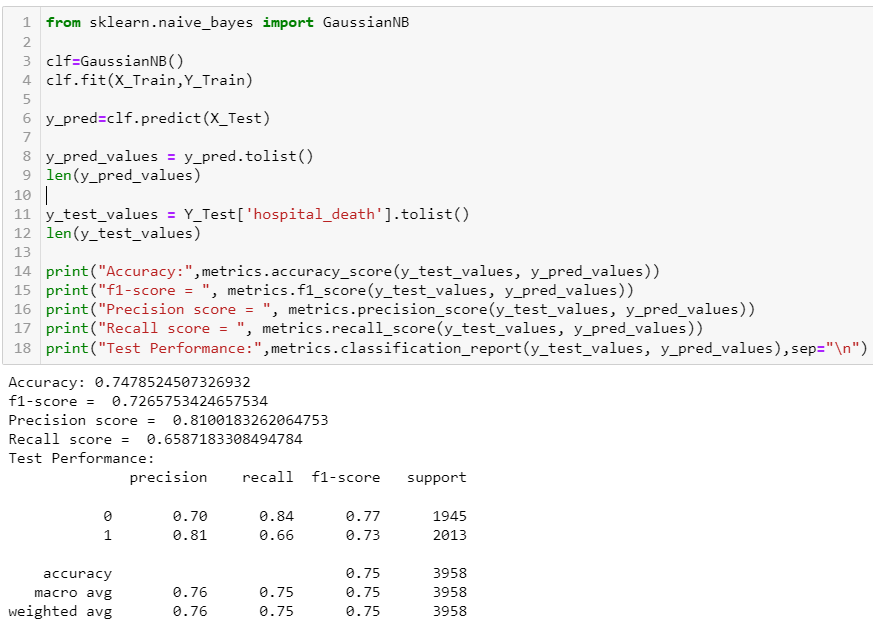 1 from sklearn.naive_bayes import GaussianNB
2
3 clf=GaussianNB()
4 clf.fit(X_Train,Y_Train)
5
6 y_pred=clf.predict(X_Test)
7
8 y_pred_values = y_pred.tolist()
9 len(y_pred_values)
10
11 y_test_values = Y_Test['hospital_death'].tolist()
12 len(y_test_values)
13
14 print("Accuracy:",metrics.accuracy_score(y_test_values, y_pred_values))
15 print("f1-score = ", metrics.f1_score(y_test_values, y_pred_values))
16 print("Precision score = ", metrics.precision_score(y_test_values, y_pred_values))
17 print("Recall score = ", metrics.recall_score(y_test_values, y_pred_values))
18 print("Test Performance:",metrics.classification_report(y_test_values, y_pred_values),sep="\n")
Accuracy: 0.7478524507326932
f1-score =  0.7265753424657534
Precision score =  0.8100183262064753
Recall score =  0.6587183308494784
Test Performance:
precision recall f1-score support
0 0.70 0.84 0.77 1945
1 0.81 0.66 0.73 2013
accuracy 0.75 3958
macro avg 0.76 0.75 0.75 3958
weighted avg 0.76 0.75 0.75 3958